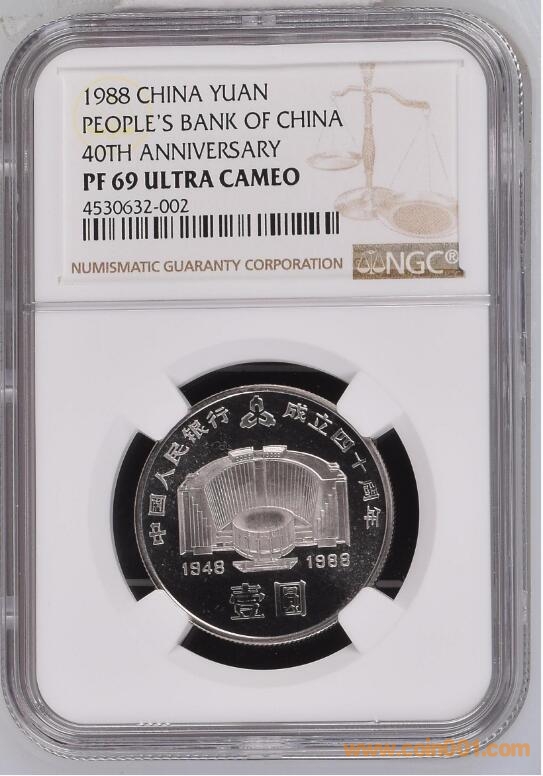 1988 CHINA YUAN
PEOPLE'S BANK OF CHINA
40TH ANNIVERSARY
PF 69 ULTRA CAMEO
4530632-002
NUMISMATIC GUARANTY CORPORATION
NGC®
中国人民银行 成立四十周年
1948 1988
壹圆
www.coin001.com